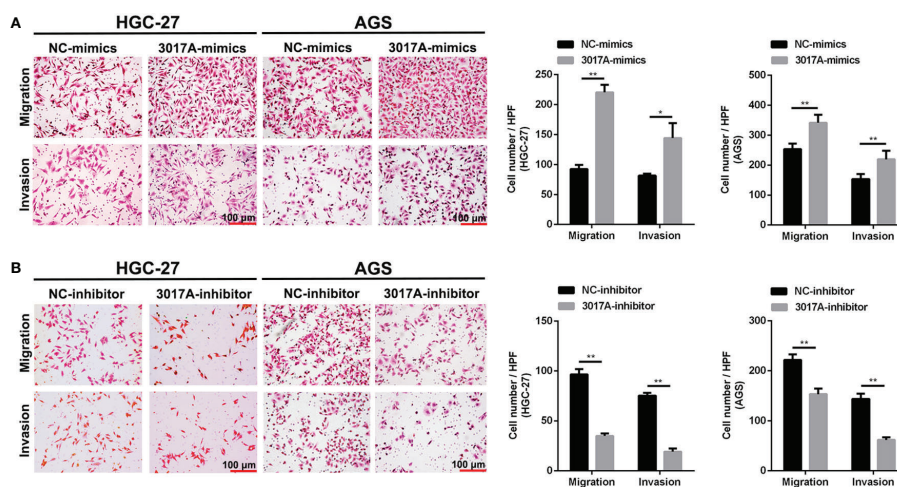 A
HGC-27 AGS
NC-mimics 3017A-mimics NC-mimics 3017A-mimics
Migration
Invasion
100 μm 100 μm
NC-mimics
3017A-mimics
Cell number / HPF
(HGC-27)
250
200
150
100
50
0
**
*
Migration Invasion
NC-mimics
3017A-mimics
Cell number / HPF
(AGS)
500
400
300
200
100
0
**
**
Migration Invasion
B
HGC-27 AGS
NC-inhibitor 3017A-inhibitor NC-inhibitor 3017A-inhibitor
Migration
Invasion
100 μm 100 μm
NC-inhibitor
3017A-inhibitor
Cell number / HPF
(HGC-27)
150
100
50
0
**
**
Migration Invasion
NC-inhibitor
3017A-inhibitor
Cell number / HPF
(AGS)
300
200
100
0
**
**
Migration Invasion